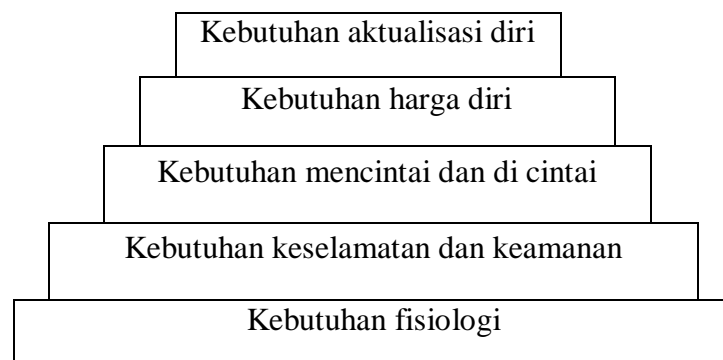 Kebutuhan aktualisasi diri
Kebutuhan harga diri
Kebutuhan mencintai dan di cintai
Kebutuhan keselamatan dan keamanan
Kebutuhan fisiologi